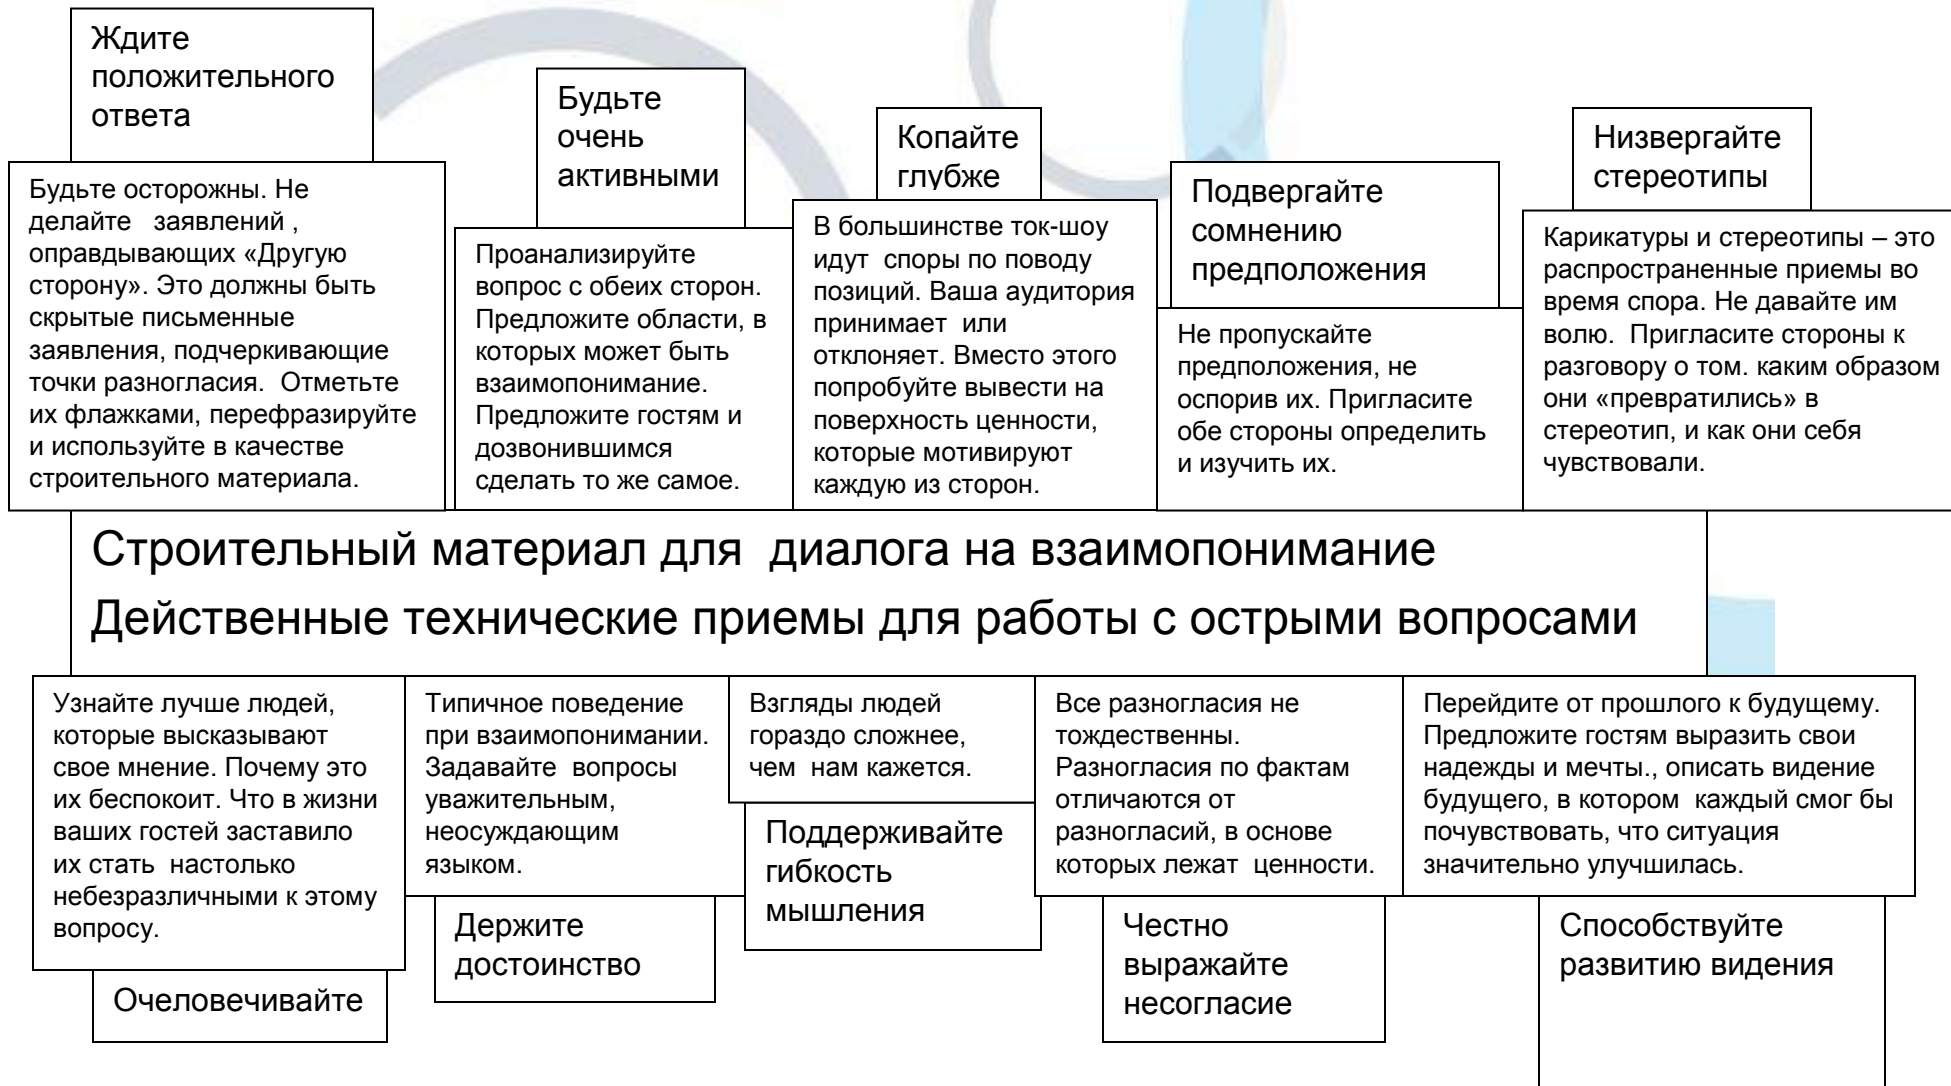 Ждите
положительного
ответа
Будьте осторожны. Не
делайте заявлений ,
оправдывающих «Другую
сторону». Это должны быть
скрытые письменные
заявления, подчеркивающие
точки разногласия. Отметьте
их флажками, перефразируйте
и используйте в качестве
строительного материала.
Будьте
очень
активными
Проанализируйте
вопрос с обеих сторон.
Предложите области, в
которых может быть
взаимопонимание.
Предложите гостям и
дозвонившимся
сделать то же самое.
Копайте
глубже
В большинстве ток-шоу
идут споры по поводу
позиций. Ваша аудитория
принимает или
отклоняет. Вместо этого
попробуйте вывести на
поверхность ценности,
которые мотивируют
каждую из сторон.
Подвергайте
сомнению
предположения
Не пропускайте
предположения, не
оспорив их. Пригласите
обе стороны определить
и изучить их.
Низвергайте
стереотипы
Карикатуры и стереотипы – это
распространенные приемы во
время спора. Не давайте им
волю. Пригласите стороны к
разговору о том. каким образом
они «превратились» в
стереотип, и как они себя
чувствовали.
Строительный материал для диалога на взаимопонимание
Действенные технические приемы для работы с острыми вопросами
Узнайте лучше людей,
которые высказывают
свое мнение. Почему это
их беспокоит. Что в жизни
ваших гостей заставило
их стать настолько
небезразличными к этому
вопросу.
Очеловечивайте
Типичное поведение
при взаимопонимании.
Задавайте вопросы
уважительным,
неосуждающим
языком.
Держите
достоинство
Взгляды людей
гораздо сложнее,
чем нам кажется.
Поддерживайте
гибкость
мышления
Все разногласия не
тождественны.
Разногласия по фактам
отличаются от
разногласий, в основе
которых лежат ценности.
Честно
выражайте
несогласие
Перейдите от прошлого к будущему.
Предложите гостям выразить свои
надежды и мечты., описать видение
будущего, в котором каждый смог бы
почувствовать, что ситуация
значительно улучшилась.
Способствуйте
развитию видения